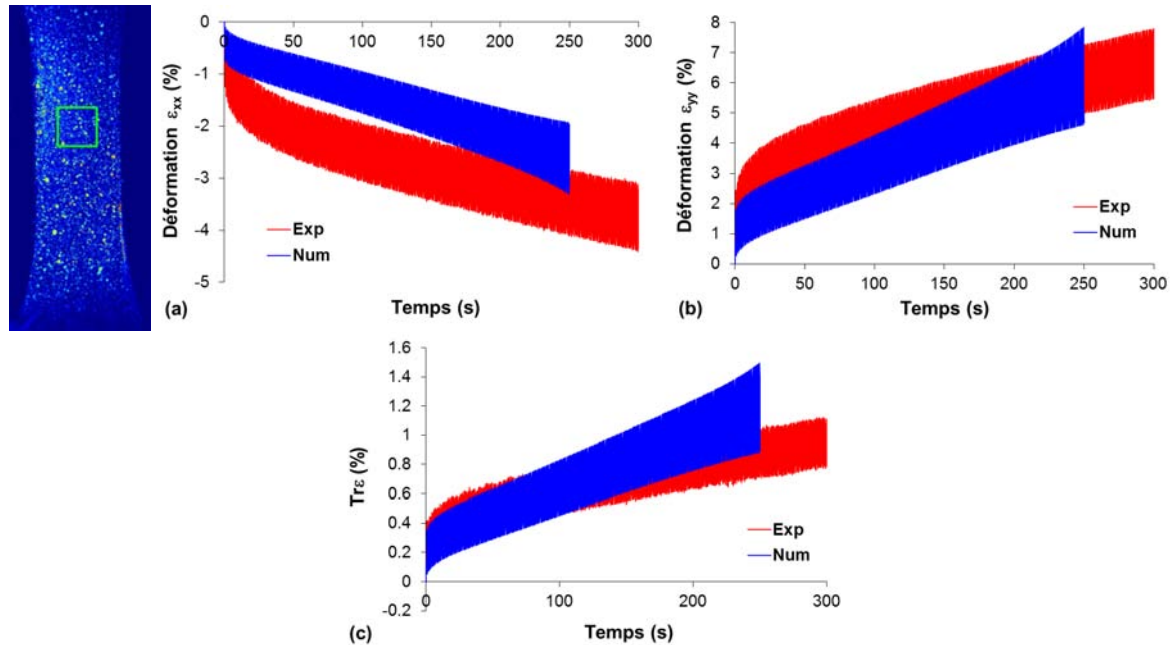 0
50
100
150
200
250
300
0
-1
-2
-3
-4
-5
Déformation εxx (%)
Exp
Num
Temps (s)
(a)
8
7
6
5
4
3
2
1
0
Déformation εyy (%)
Exp
Num
0
50
100
150
200
250
300
Temps (s)
(b)
1.6
1.4
1.2
1
0.8
0.6
0.4
0.2
0
-0.2
Trε (%)
Exp
Num
0
100
200
300
Temps (s)
(c)